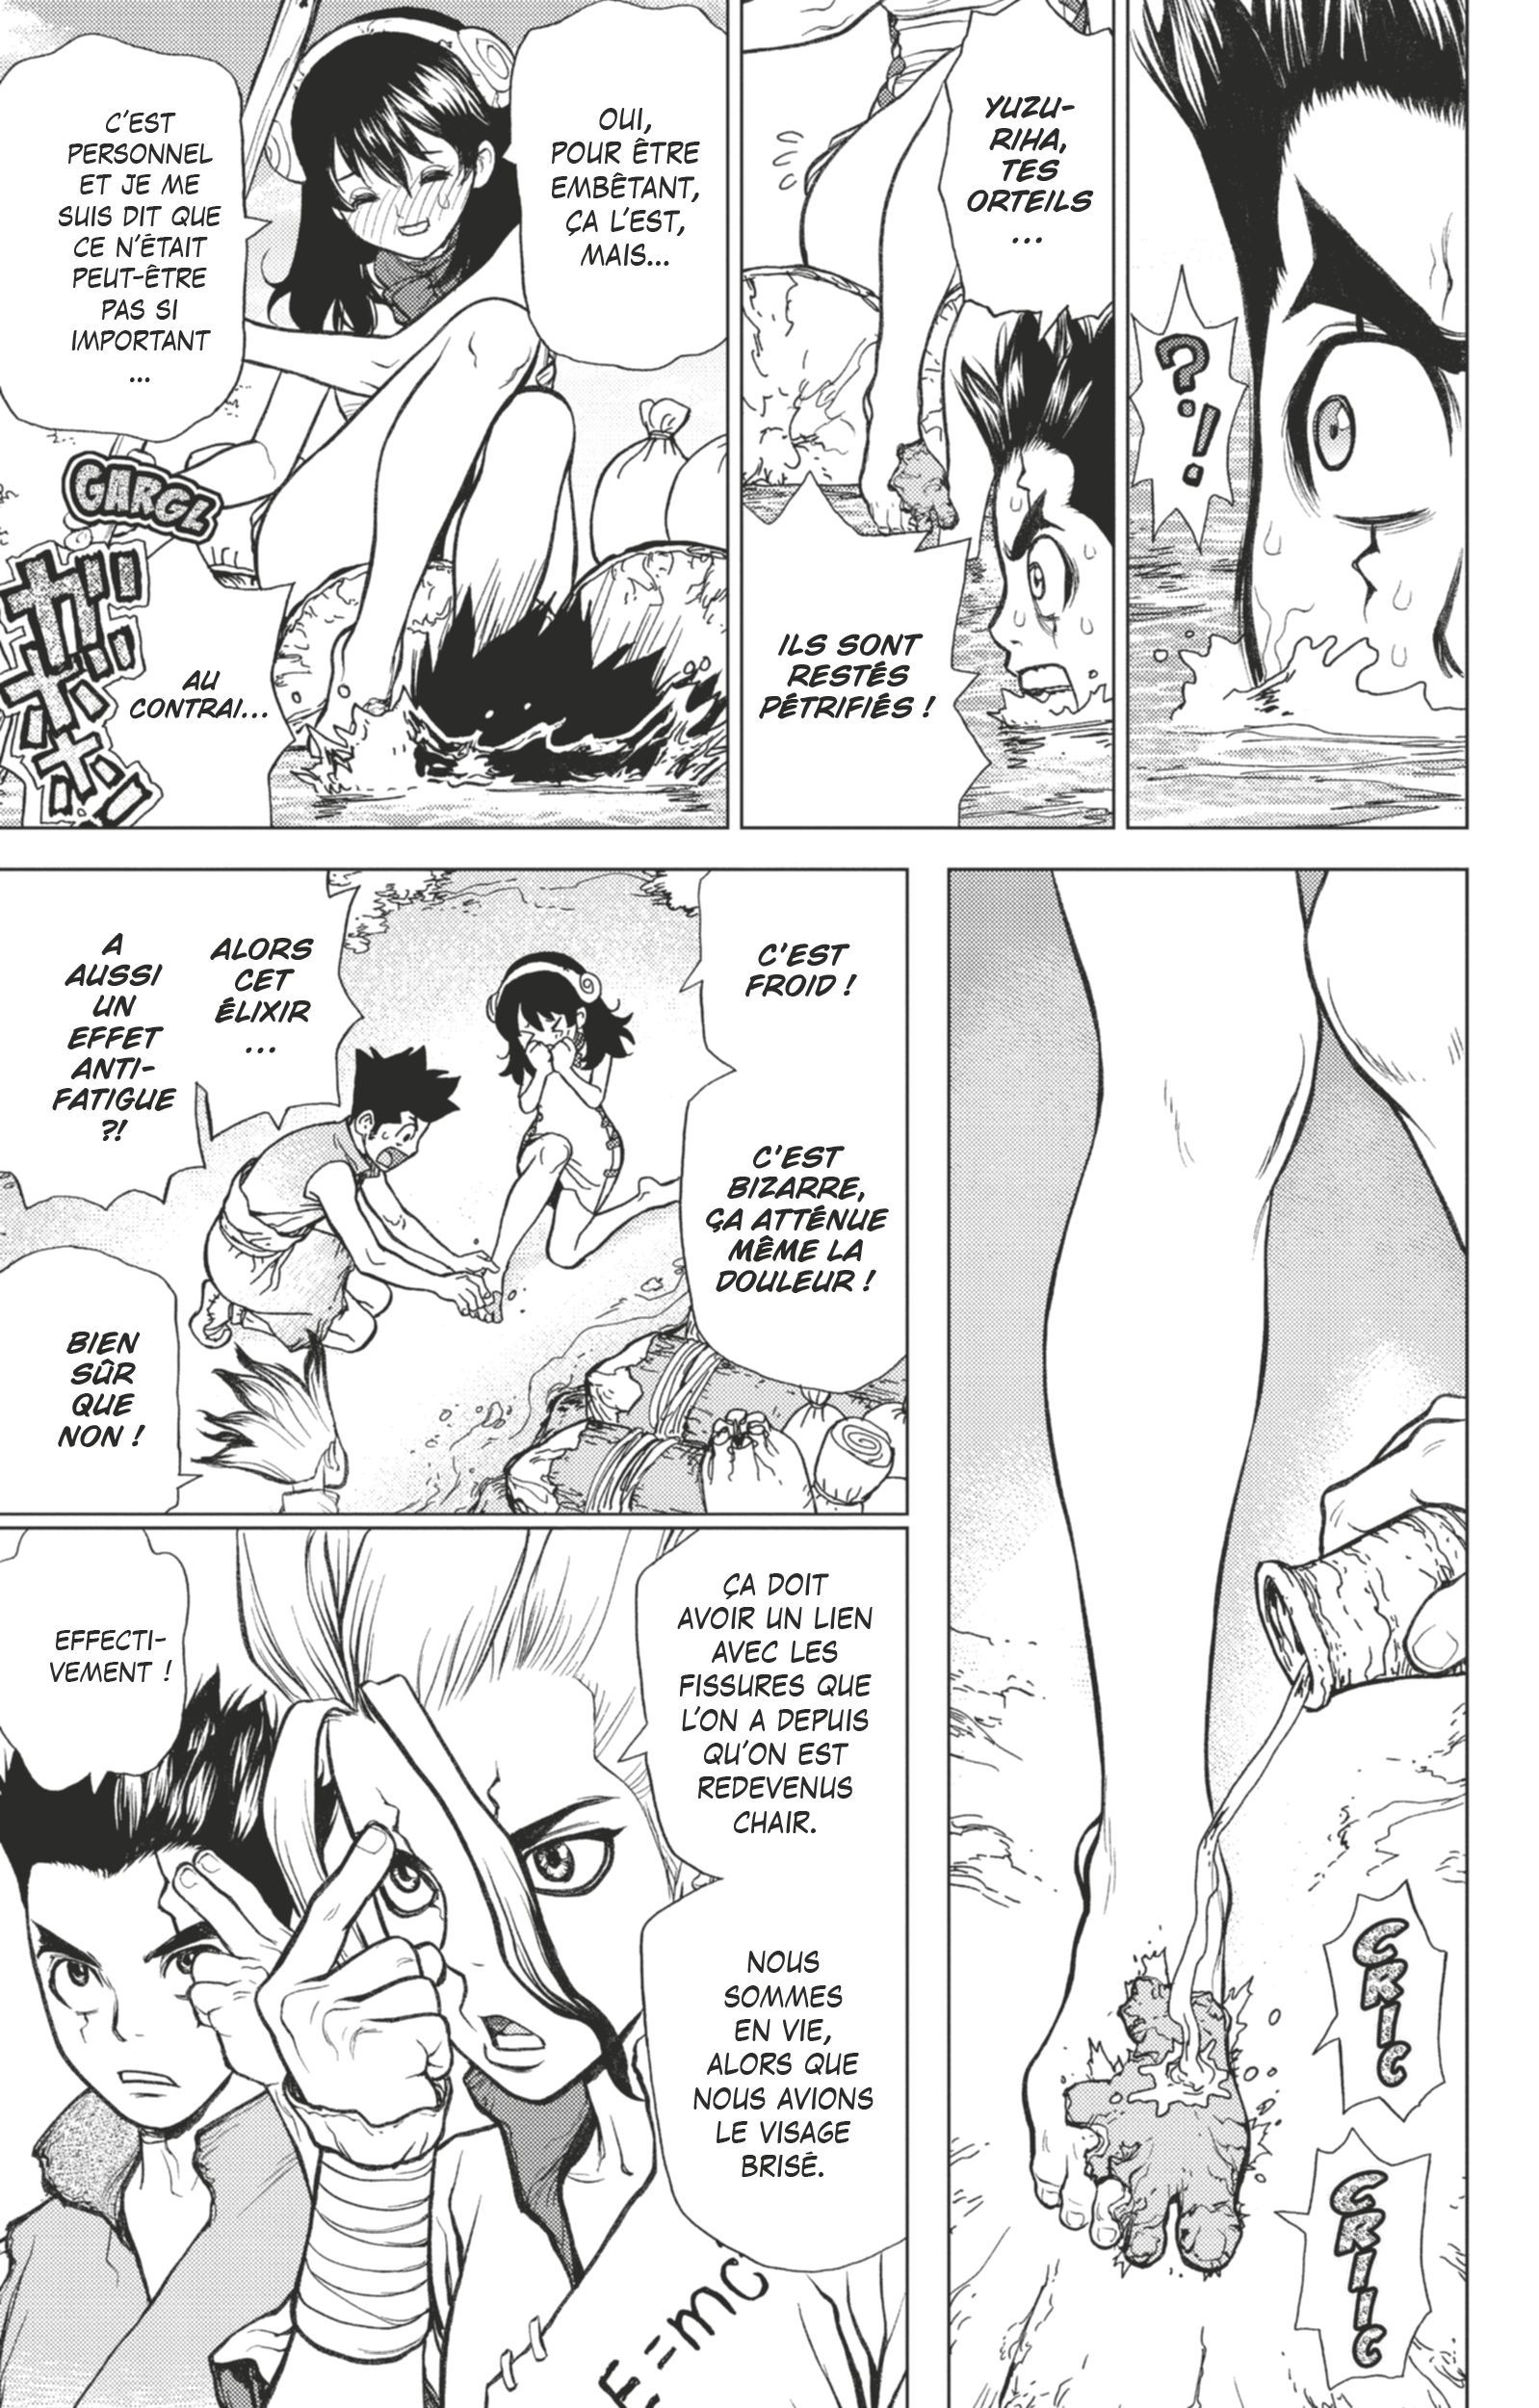 ?!
YUZU-
RIHA,
TES
ORTEILS
...
ILS SONT
RESTÉS
PÉTRIFIÉS !
OUI,
POUR ÊTRE
EMBÊTANT,
ÇA L'EST,
MAIS...
C'EST
PERSONNEL
ET JE ME
SUIS DIT QUE
CE N'ÉTAIT
PEUT-ÊTRE
PAS SI
IMPORTANT
...
GARGL
ガボボ
AU
CONTRAI...
CRIC
CRIC
C'EST
FROID !
C'EST
BIZARRE,
ÇA ATTÉNUE
MÊME LA
DOULEUR !
ALORS
CET
ÉLIXIR
...
A
AUSSI
UN
EFFET
ANTI-
FATIGUE
?!
BIEN
SÛR
QUE
NON !
ÇA DOIT
AVOIR UN LIEN
AVEC LES
FISSURES QUE
L'ON A DEPUIS
QU'ON EST
REDEVENUS
CHAIR.
NOUS
SOMMES
EN VIE,
ALORS QUE
NOUS AVIONS
LE VISAGE
BRISÉ.
EFFECTI-
VEMENT !
E=mc